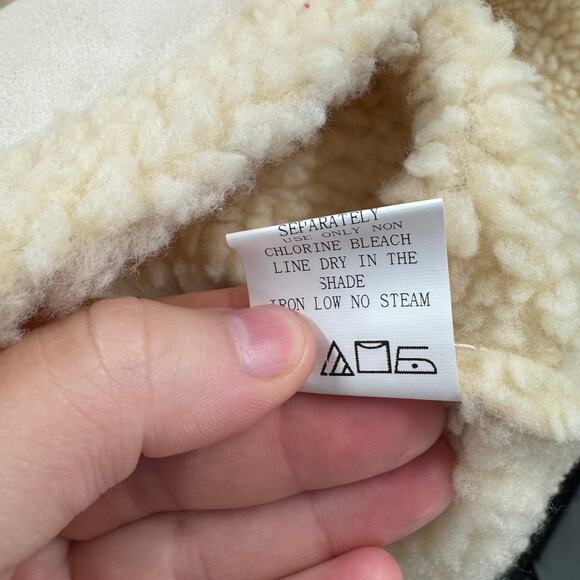 SEPARATELY
USE ONLY NON
CHLORINE BLEACH
LINE DRY IN THE
SHADE
IRON LOW NO STEAM